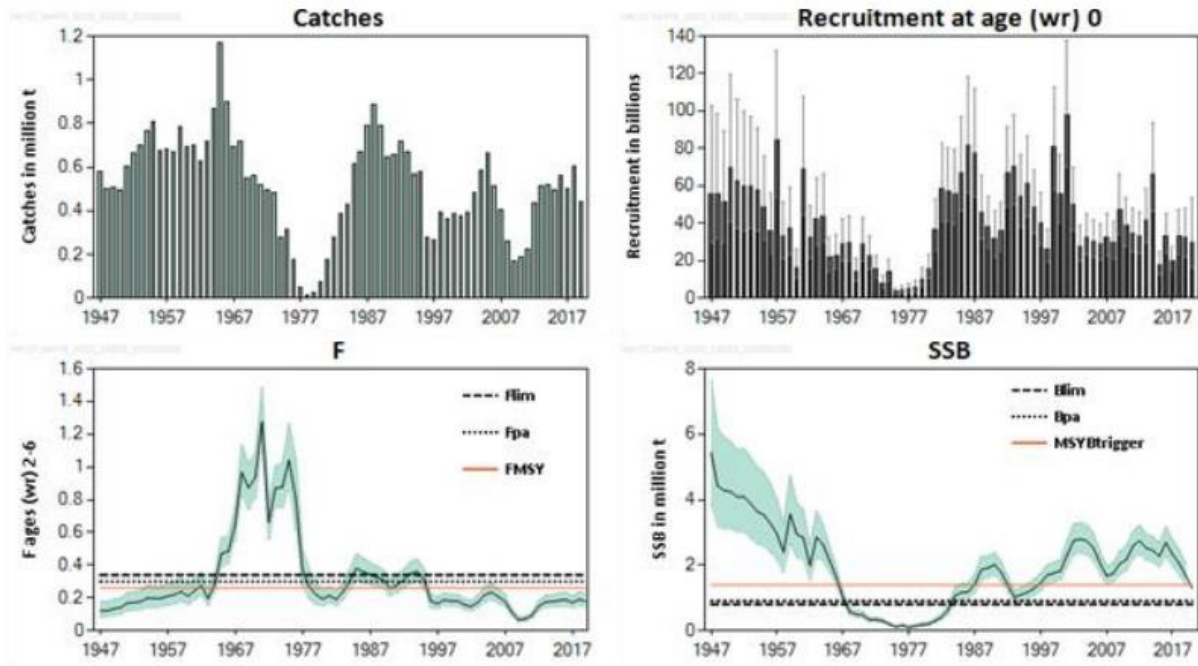 Catches
Catches in million t
1.2
1
0.8
0.6
0.4
0.2
0
1947 1957 1967 1977 1987 1997 2007 2017
Recruitment at age (wr) 0
Recruitment in billions
140
120
100
80
60
40
20
0
1947 1957 1967 1977 1987 1997 2007 2017
F
F ages (wr) 2-6
1.6
1.4
1.2
1
0.8
0.6
0.4
0.2
0
Flim
Fpa
FMSY
1947 1957 1967 1977 1987 1997 2007 2017
SSB
SSB in million t
8
6
4
2
0
Blim
Bpa
MSYBtrigger
1947 1957 1967 1977 1987 1997 2007 2017